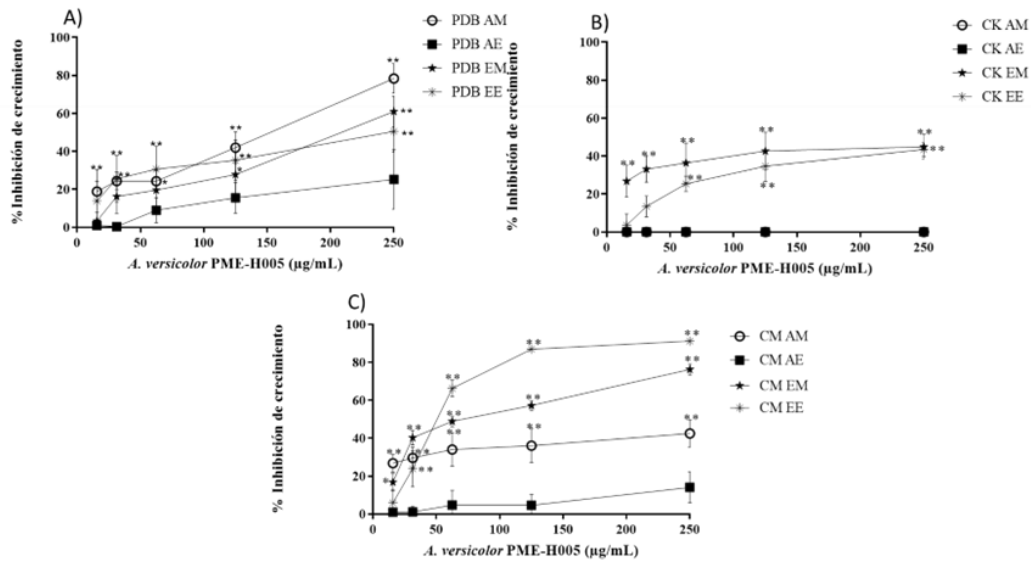 A)
PDB AM
PDB AE
PDB EM
PDB EE
% Inhibición de crecimiento
100
80
60
40
20
0
0 50 100 150 200 250
A. versicolor PME-H005 (µg/mL)
B)
CK AM
CK AE
CK EM
CK EE
% Inhibición de crecimiento
100
80
60
40
20
0
0 50 100 150 200 250
A. versicolor PME-H005 (µg/mL)
C)
CM AM
CM AE
CM EM
CM EE
% Inhibición de crecimiento
100
80
60
40
20
0
0 50 100 150 200 250
A. versicolor PME-H005 (µg/mL)